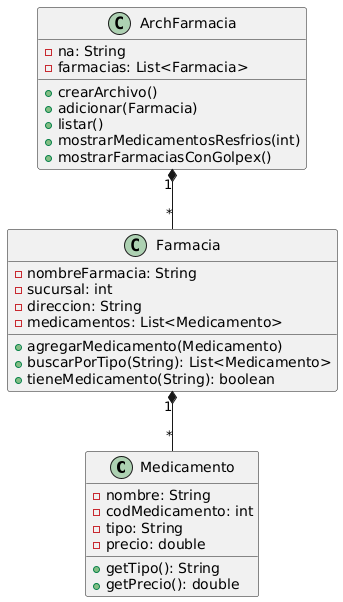 C ArchFarmacia
na: String
farmacias: List<Farmacia>
crearArchivo()
adicionar(Farmacia)
listar()
mostrarMedicamentosResfrios(int)
mostrarFarmaciasConGolpex()
1
*
C Farmacia
nombreFarmacia: String
sucursal: int
direccion: String
medicamentos: List<Medicamento>
agregarMedicamento(Medicamento)
buscarPorTipo(String): List<Medicamento>
tieneMedicamento(String): boolean
1
*
C Medicamento
nombre: String
codMedicamento: int
tipo: String
precio: double
getTipo(): String
getPrecio(): double